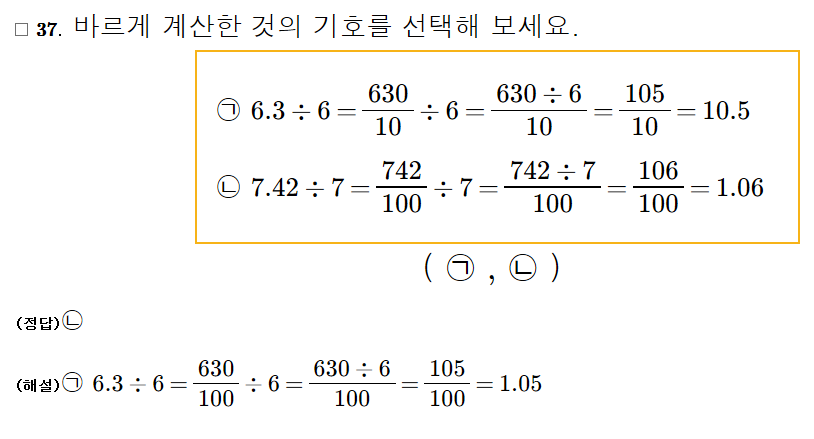 □ 37. 바르게 계산한 것의 기호를 선택해 보세요.
㉠ 6.3 ÷ 6 = 630/10 ÷ 6 = (630 ÷ 6)/10 = 105/10 = 10.5
㉡ 7.42 ÷ 7 = 742/100 ÷ 7 = (742 ÷ 7)/100 = 106/100 = 1.06
( ㉠ , ㉡ )
(정답) ㉡
(해설) ㉠ 6.3 ÷ 6 = 630/100 ÷ 6 = (630 ÷ 6)/100 = 105/100 = 1.05